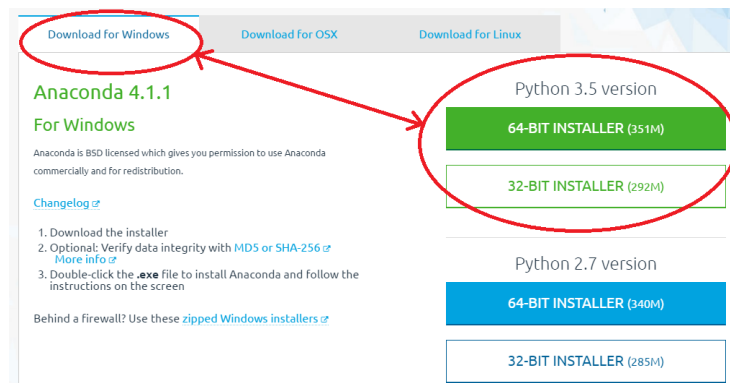 Download for Windows
Download for OSX
Download for Linux
Anaconda 4.1.1
For Windows
Anaconda is BSD licensed which gives you permission to use Anaconda
commercially and for redistribution.
Changelog
1. Download the installer
2. Optional: Verify data integrity with MD5 or SHA-256
More info
3. Double-click the .exe file to install Anaconda and follow the
instructions on the screen
Behind a firewall? Use these zipped Windows installers
Python 3.5 version
64-BIT INSTALLER (351M)
32-BIT INSTALLER (292M)
Python 2.7 version
64-BIT INSTALLER (340M)
32-BIT INSTALLER (285M)